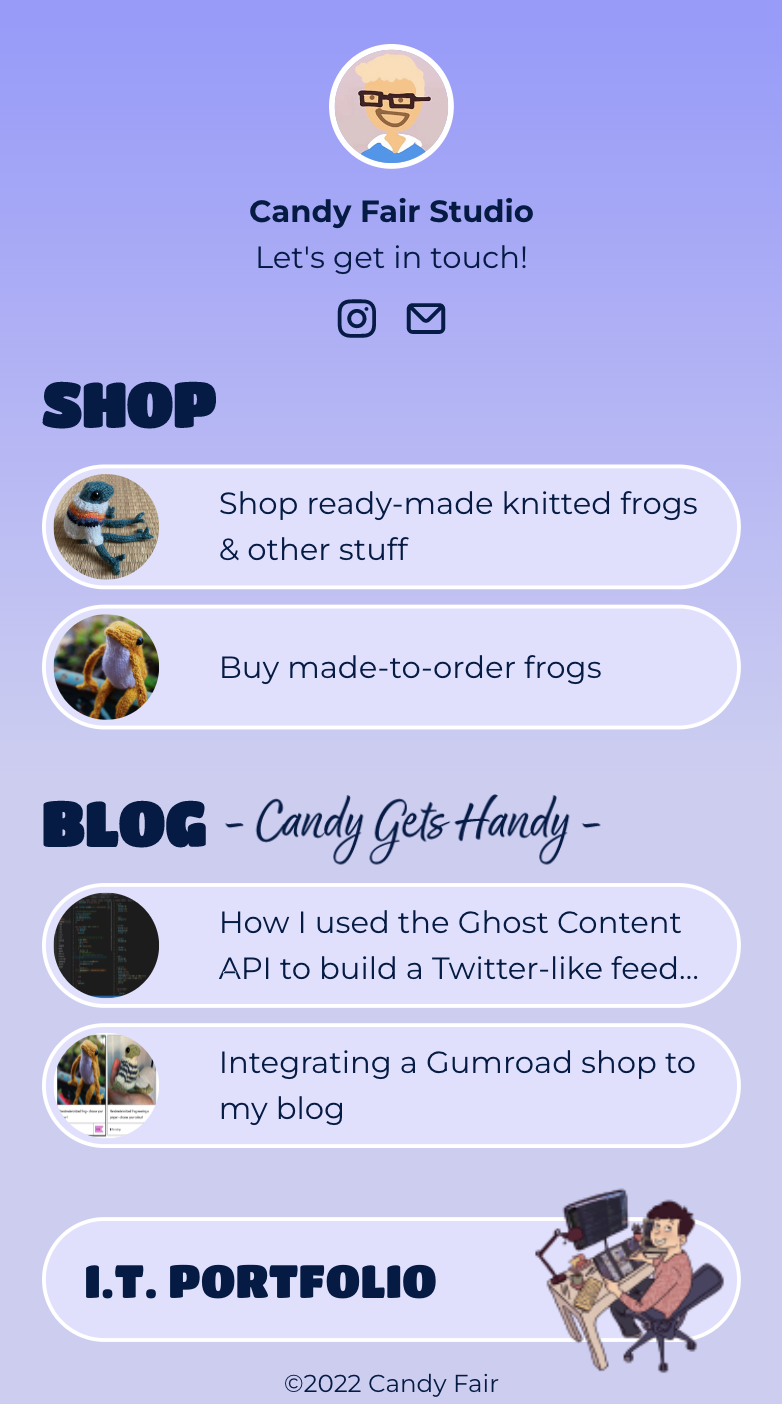 Candy Fair Studio
Let's get in touch!
SHOP
Shop ready-made knitted frogs
& other stuff
Buy made-to-order frogs
BLOG - Candy Gets Handy -
How I used the Ghost Content
API to build a Twitter-like feed...
Integrating a Gumroad shop to
my blog
I.T. PORTFOLIO
©2022 Candy Fair